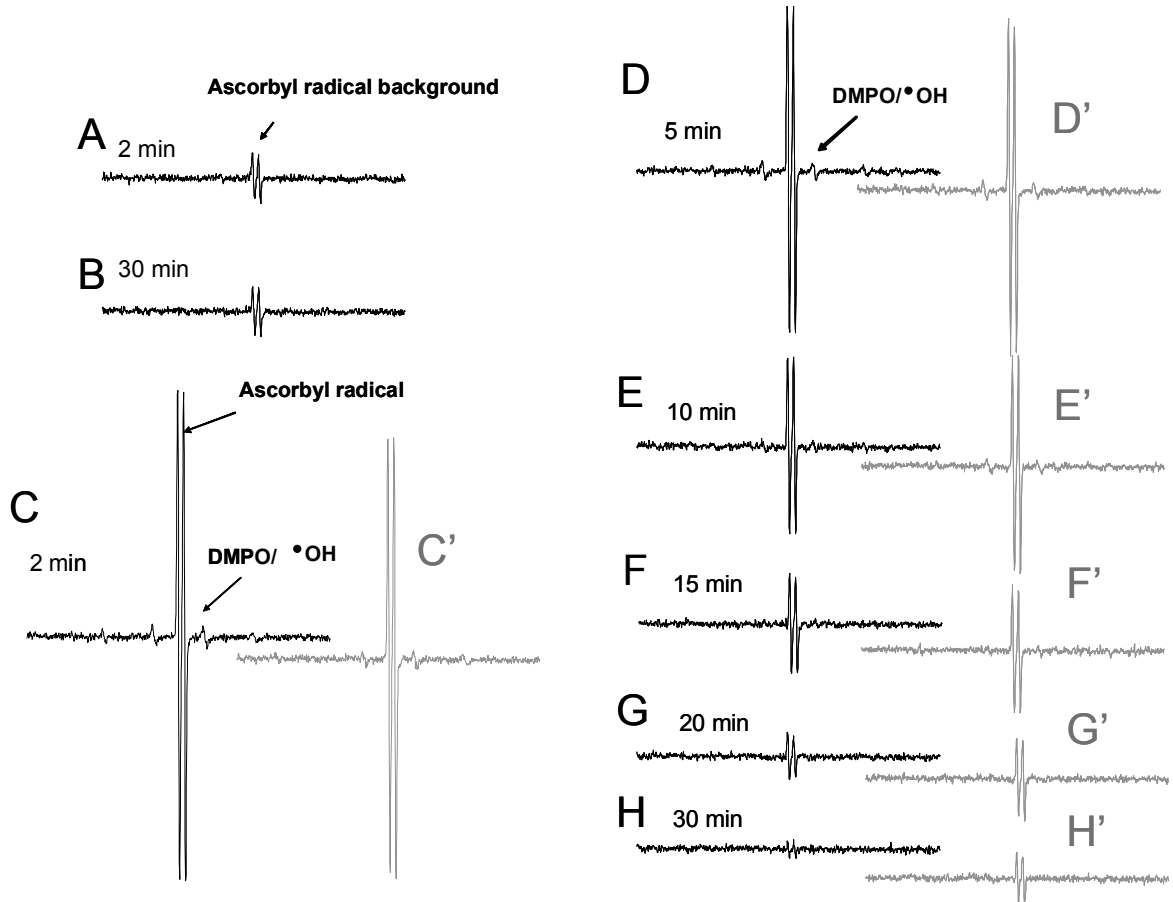 Ascorbyl radical background
A
2 min
B
30 min
Ascorbyl radical
C
2 min
DMPO/ •OH
C’
D
5 min
DMPO/•OH
D’
E
10 min
E’
F
15 min
F’
G
20 min
G’
H
30 min
H’